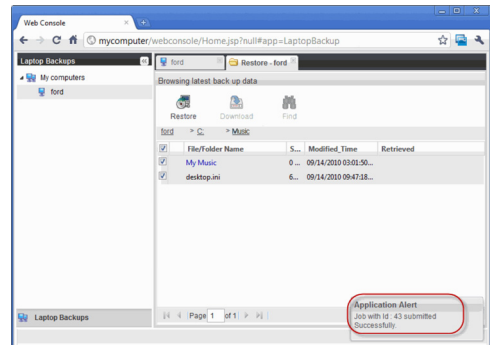 Web Console
mycomputer/webconsole/Home.jsp?null#app=LaptopBackup
Laptop Backups
My computers
ford
ford
Restore - ford
Browsing latest back up data
Restore
Download
Find
ford > C: > Music
File/Folder Name S... Modified_Time Retrieved
My Music 0 ... 09/14/2010 03:01:50...
desktop.ini 6... 09/14/2010 09:47:18...
Laptop Backups
Page 1 of 1
Application Alert
Job with Id : 43 submitted
Successfully.